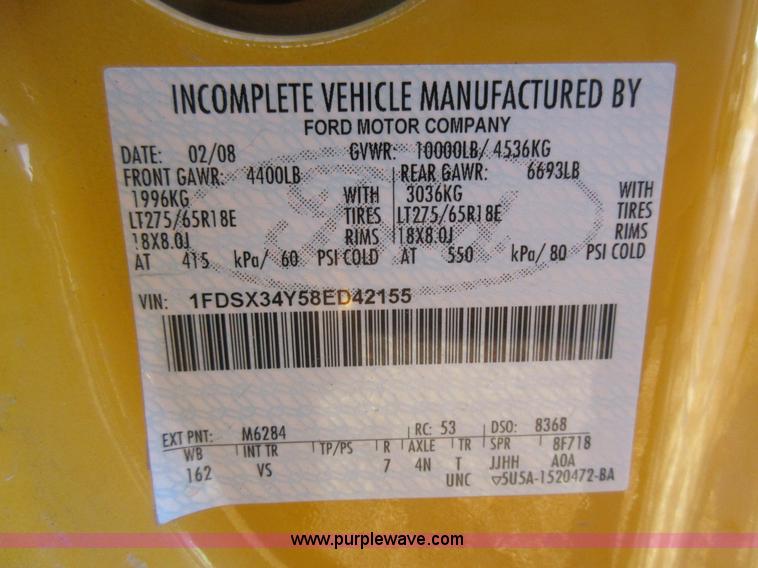 INCOMPLETE VEHICLE MANUFACTURED BY
FORD MOTOR COMPANY
DATE: 02/08 GVWR: 10000LB/ 4536KG
FRONT GAWR: 4400LB REAR GAWR: 6693LB
1996KG WITH 3036KG WITH
LT275/65R18E TIRES LT275/65R18E TIRES
18X8.0J RIMS 18X8.0J RIMS
AT 415 kPa/ 60 PSI COLD AT 550 kPa/ 80 PSI COLD
VIN: 1FDSX34Y58ED42155
EXT PNT: M6284 RC: 53 DSO: 8368
WB INT TR TP/PS R AXLE TR SPR 8F718
162 VS 7 4N T JJHH A0A
UNC ▽5U5A-1520472-BA
www.purplewave.com